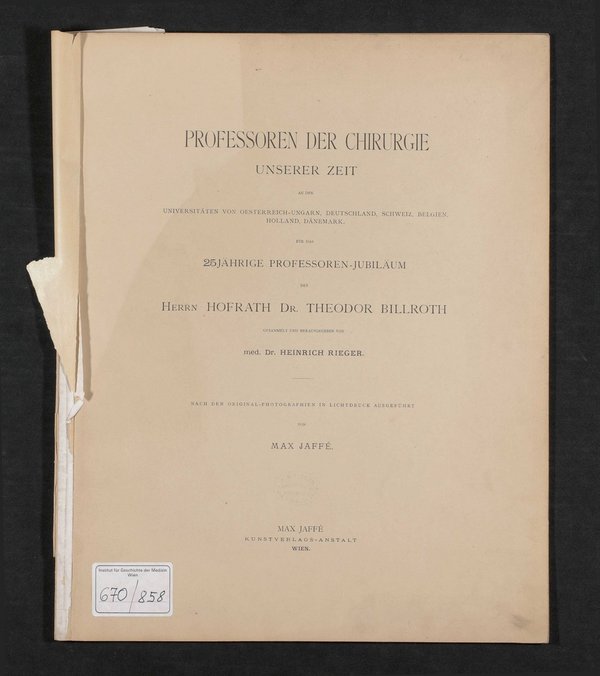 PROFESSOREN DER CHIRURGIE
UNSERER ZEIT
AN DEN
UNIVERSITÄTEN VON OESTERREICH-UNGARN, DEUTSCHLAND, SCHWEIZ, BELGIEN,
HOLLAND, DÄNEMARK.
FÜR DAS
25JÄHRIGE PROFESSOREN-JUBILÄUM
DES
HERRN HOFRATH DR. THEODOR BILLROTH
GESAMMELT UND HERAUSGEGEBEN VON
med. Dr. HEINRICH RIEGER.
NACH DEN ORIGINAL-PHOTOGRAPHIEN IN LICHTDRUCK AUSGEFÜHRT
VON
MAX JAFFÉ.
MAX JAFFÉ
KUNSTVERLAGS-ANSTALT
WIEN.
Institut für Geschichte der Medizin
Wien
670/858